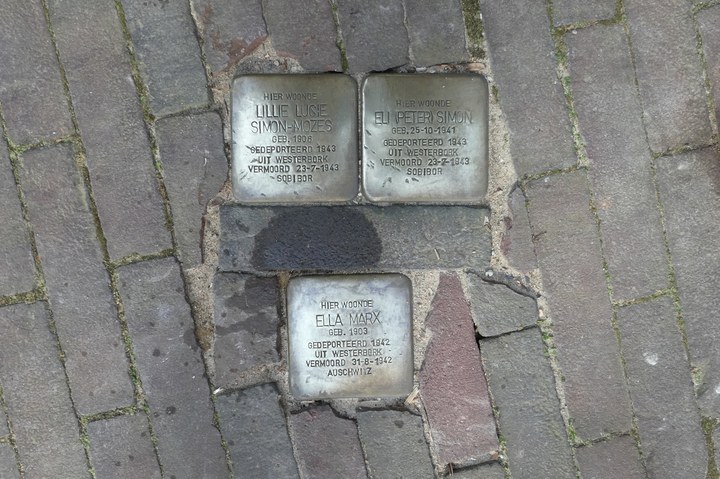 HIER WOONDE
LILLIE LUCIE
SIMON-MOZES
GEB. 1908
GEDEPORTEERD 1943
UIT WESTERBORK
VERMOORD 23-7-1943
SOBIBOR
HIER WOONDE
ELI (PETER) SIMON
GEB. 25-10-1941
GEDEPORTEERD 1943
UIT WESTERBORK
VERMOORD 23-7-1943
SOBIBOR
HIER WOONDE
ELLA MARX
GEB. 1903
GEDEPORTEERD 1942
UIT WESTERBORK
VERMOORD 31-8-1942
AUSCHWITZ